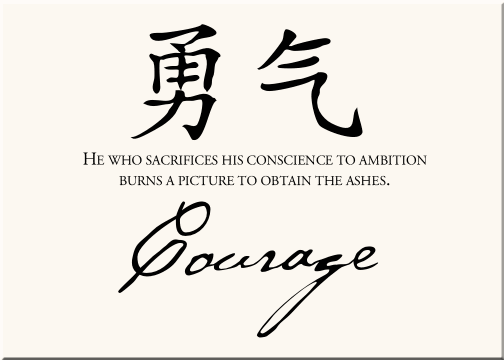 勇气
He who sacrifices his conscience to ambition
burns a picture to obtain the ashes.
Courage